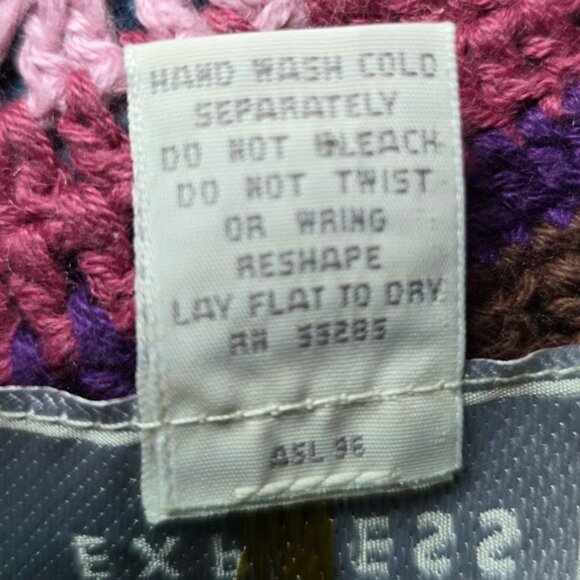 HAND WASH COLD
SEPARATELY
DO NOT BLEACH
DO NOT TWIST
OR WRING
RESHAPE
LAY FLAT TO DRY
RN 55285
ASL 96
EXPRESS